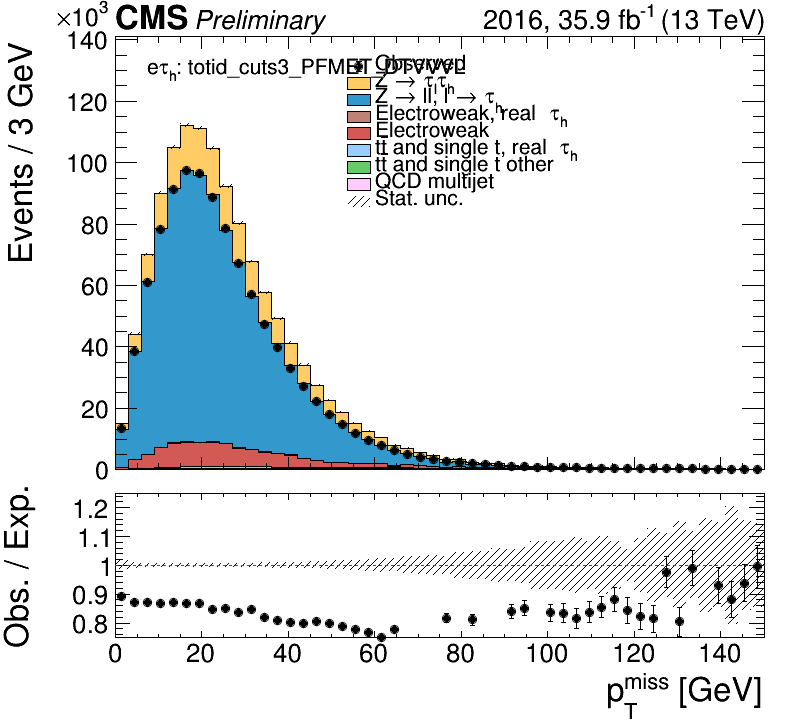 ×10³ CMS Preliminary 2016, 35.9 fb⁻¹ (13 TeV)
140
120
100
80
60
40
20
0
Events / 3 GeV
eτₕ: totid_cuts3_PFMET_DTVVVL
Observed
Z → τₗτₕ
Z → ll, l → τₕ
Electroweak, real τₕ
Electroweak
tt̄ and single t, real τₕ
tt̄ and single t other
QCD multijet
Stat. unc.
1.2
1.1
1
0.9
0.8
Obs. / Exp.
0 20 40 60 80 100 120 140
p_T^miss [GeV]